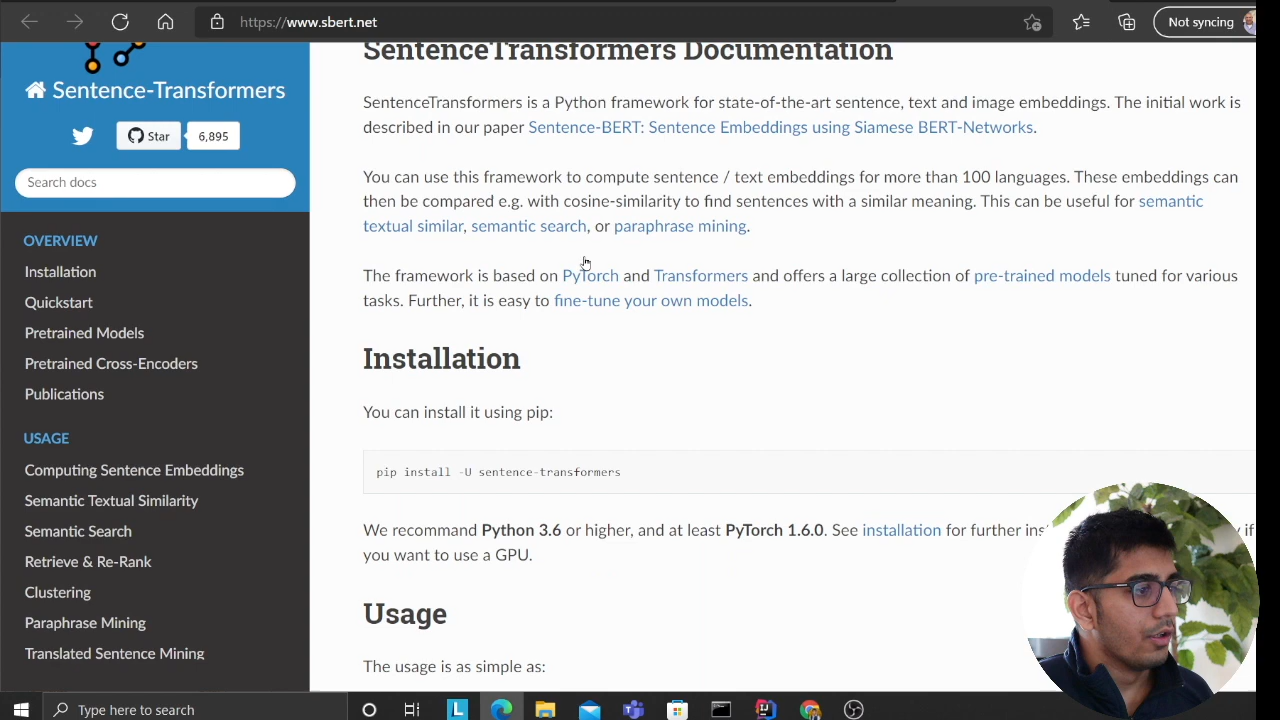 https://www.sbert.net
Not syncing
Sentence-Transformers
Star
6,895
Search docs
OVERVIEW
Installation
Quickstart
Pretrained Models
Pretrained Cross-Encoders
Publications
USAGE
Computing Sentence Embeddings
Semantic Textual Similarity
Semantic Search
Retrieve & Re-Rank
Clustering
Paraphrase Mining
Translated Sentence Mining
SentenceTransformers Documentation
SentenceTransformers is a Python framework for state-of-the-art sentence, text and image embeddings. The initial work is
described in our paper Sentence-BERT: Sentence Embeddings using Siamese BERT-Networks.
You can use this framework to compute sentence / text embeddings for more than 100 languages. These embeddings can
then be compared e.g. with cosine-similarity to find sentences with a similar meaning. This can be useful for semantic
textual similar, semantic search, or paraphrase mining.
The framework is based on PyTorch and Transformers and offers a large collection of pre-trained models tuned for various
tasks. Further, it is easy to fine-tune your own models.
Installation
You can install it using pip:
pip install -U sentence-transformers
We recommand Python 3.6 or higher, and at least PyTorch 1.6.0. See installation for further if
you want to use a GPU.
Usage
The usage is as simple as:
Type here to search